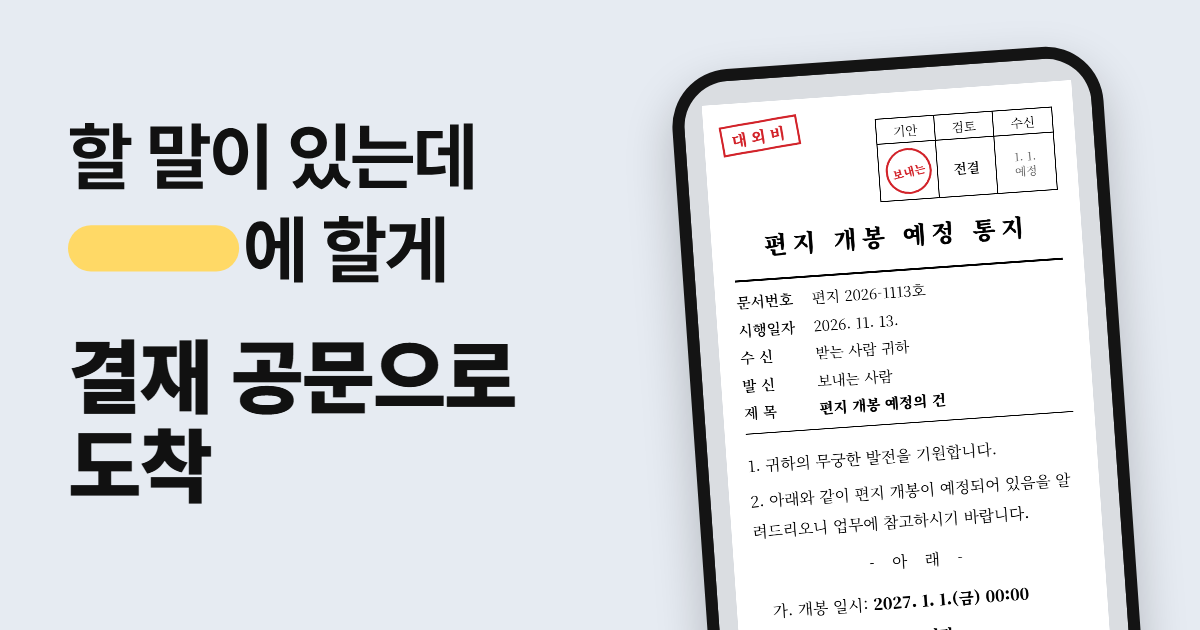 할 말이 있는데
에 할게
결재 공문으로
도착
대외비
기안 검토 수신
보내는 전결 1. 1. 예정
편지 개봉 예정 통지
문서번호 편지 2026-1113호
시행일자 2026. 11. 13.
수 신 받는 사람 귀하
발 신 보내는 사람
제 목 편지 개봉 예정의 건
1. 귀하의 무궁한 발전을 기원합니다.
2. 아래와 같이 편지 개봉이 예정되어 있음을 알
려드리오니 업무에 참고하시기 바랍니다.
- 아 래 -
가. 개봉 일시: 2027. 1. 1.(금) 00:00